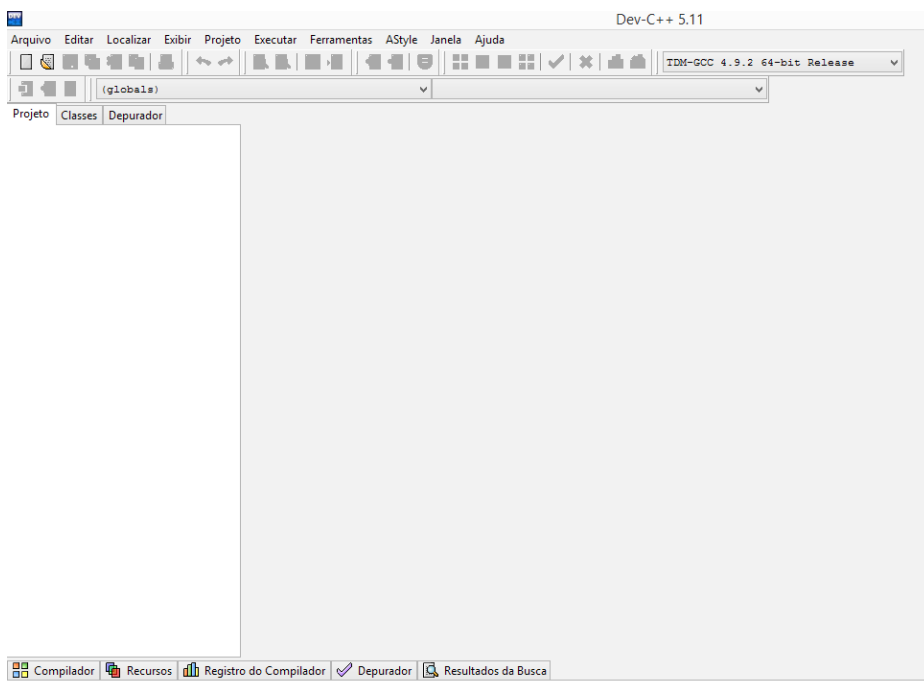 DEV
Dev-C++ 5.11
Arquivo Editar Localizar Exibir Projeto Executar Ferramentas AStyle Janela Ajuda
TDM-GCC 4.9.2 64-bit Release
(globals)
Projeto Classes Depurador
Compilador Recursos Registro do Compilador Depurador Resultados da Busca